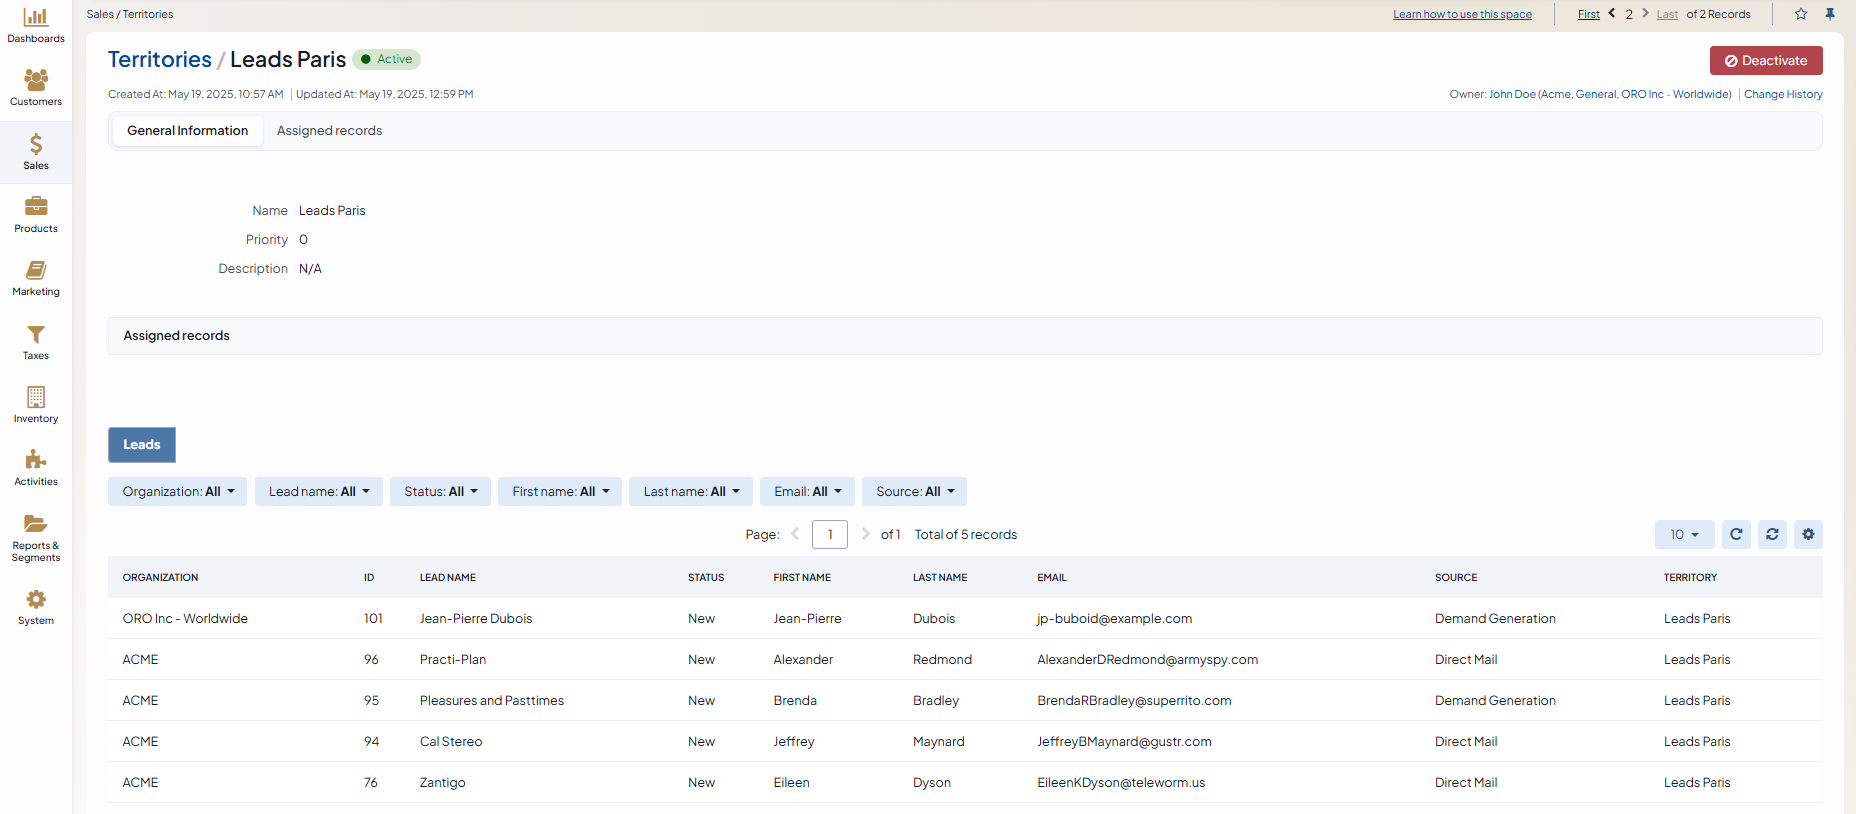 Dashboards
Customers
Sales
Products
Marketing
Taxes
Inventory
Activities
Reports &
Segments
System
Sales / Territories
Learn how to use this space
First 2 Last of 2 Records
Territories / Leads Paris Active
Deactivate
Created At: May 19, 2025, 10:57 AM | Updated At: May 19, 2025, 12:59 PM
Owner: John Doe (Acme, General, ORO Inc - Worldwide) | Change History
General Information Assigned records
Name Leads Paris
Priority 0
Description N/A
Assigned records
Leads
Organization: All Lead name: All Status: All First name: All Last name: All Email: All Source: All
Page: 1 of 1 Total of 5 records 10
ORGANIZATION ID LEAD NAME STATUS FIRST NAME LAST NAME EMAIL SOURCE TERRITORY
ORO Inc - Worldwide 101 Jean-Pierre Dubois New Jean-Pierre Dubois jp-buboid@example.com Demand Generation Leads Paris
ACME 96 Practi-Plan New Alexander Redmond AlexanderDRedmond@armyspy.com Direct Mail Leads Paris
ACME 95 Pleasures and Pasttimes New Brenda Bradley BrendaRBradley@superrito.com Demand Generation Leads Paris
ACME 94 Cal Stereo New Jeffrey Maynard JeffreyBMaynard@gustr.com Direct Mail Leads Paris
ACME 76 Zantigo New Eileen Dyson EileenKDyson@teleworm.us Direct Mail Leads Paris